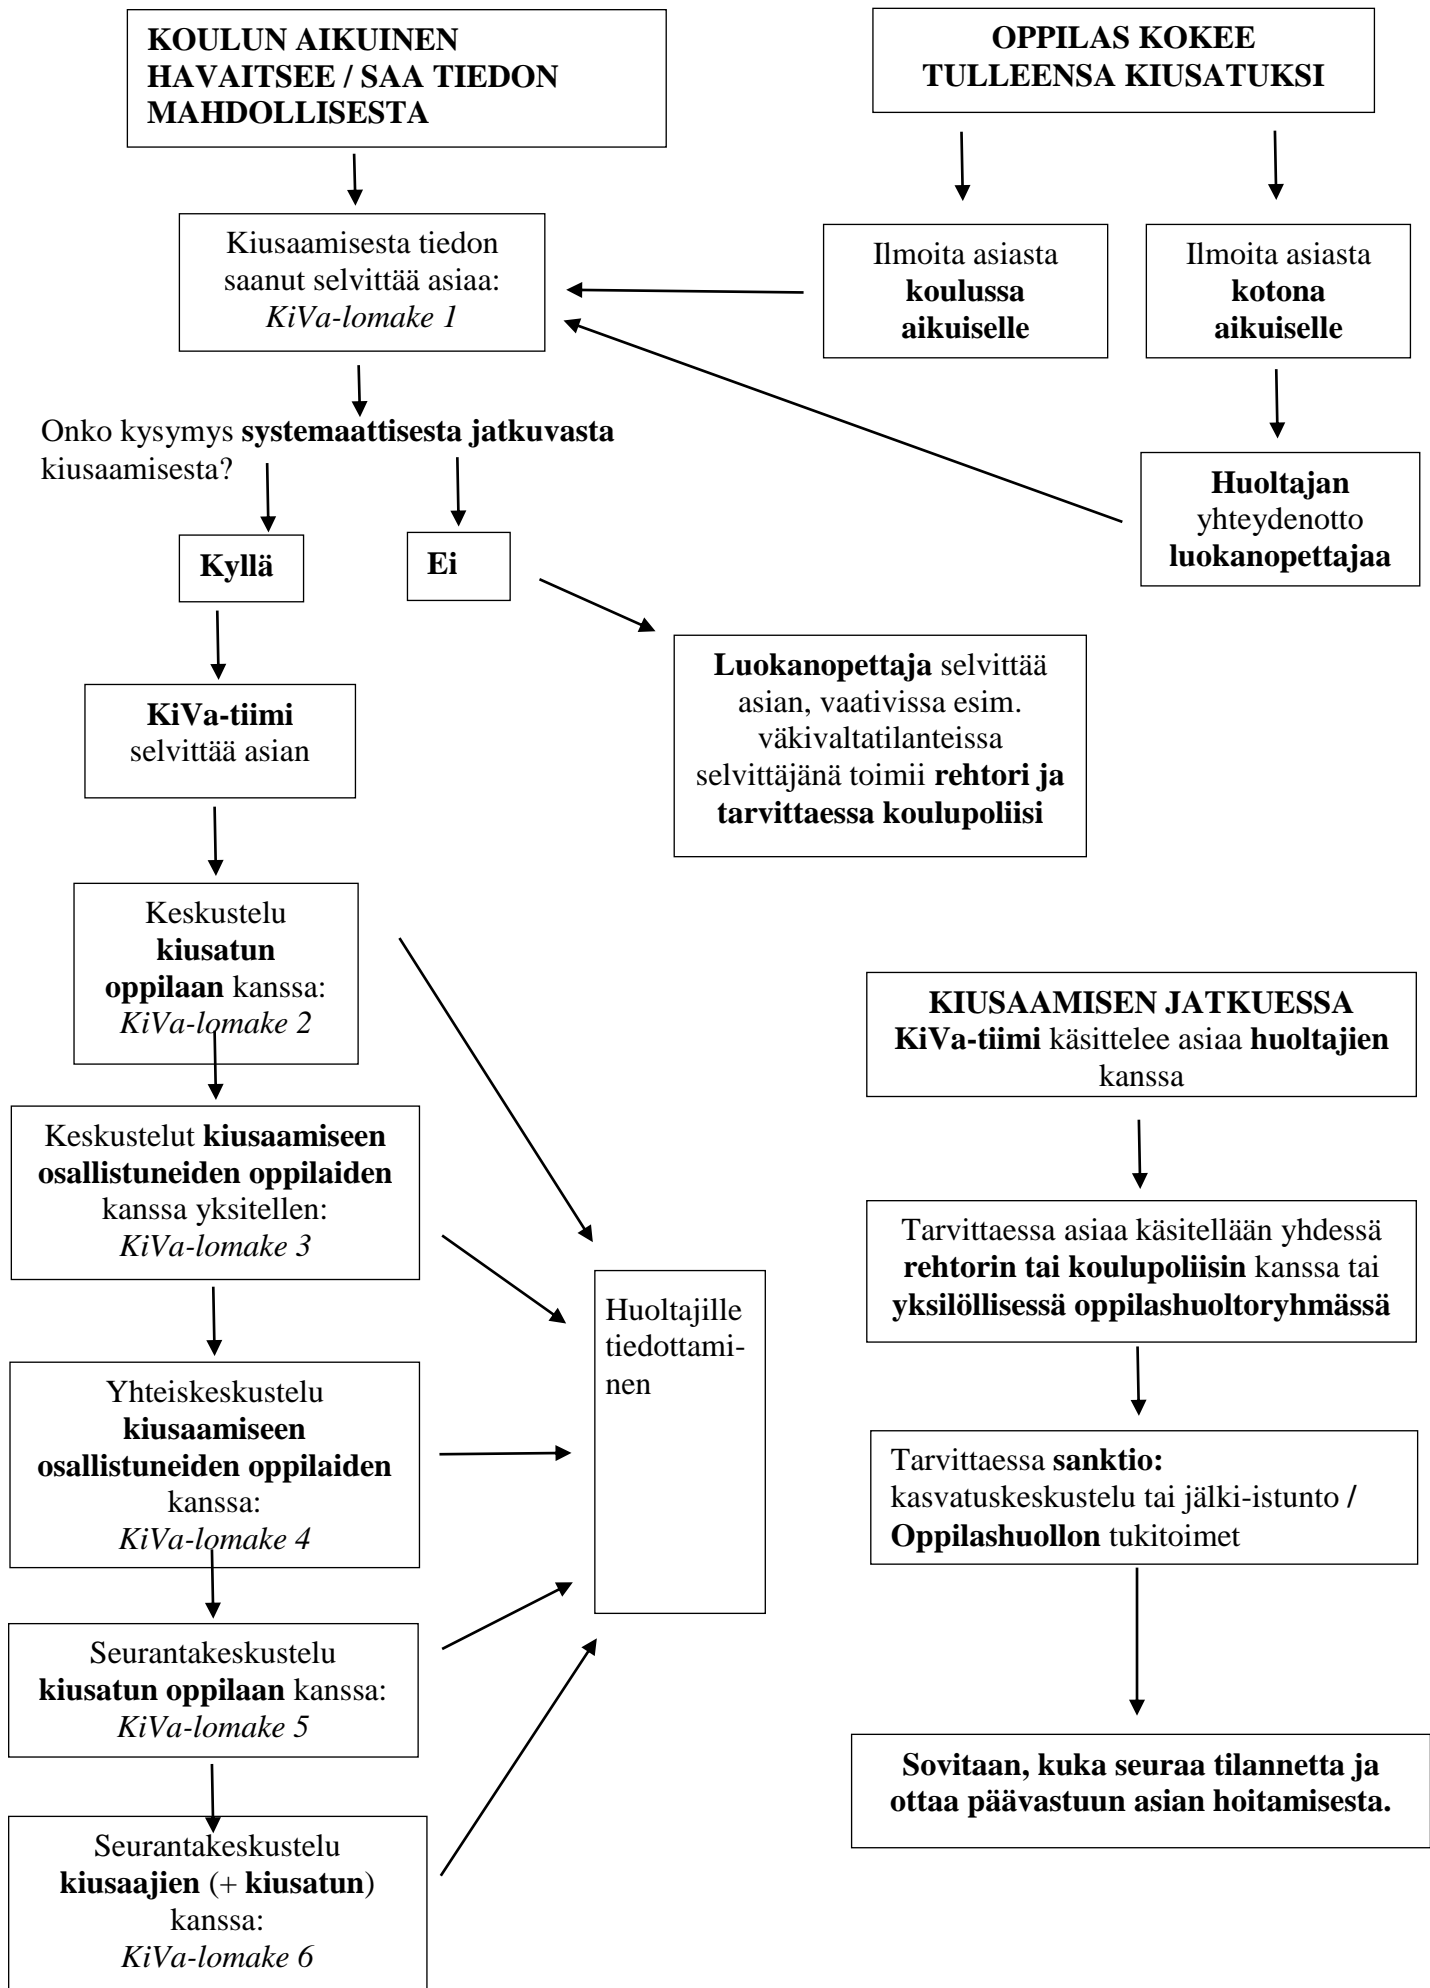 KOULUN AIKUINEN
HAVAITSEE / SAA TIEDON
MAHDOLLISESTA
OPPILAS KOKEE
TULLEENSA KIUSATUKSI
Kiusaamisesta tiedon
saanut selvittää asiaa:
KiVa-lomake 1
Ilmoita asiasta
koulussa
aikuiselle
Ilmoita asiasta
kotona
aikuiselle
Onko kysymys systemaattisesta jatkuvasta
kiusaamisesta?
Huoltajan
yhteydenotto
luokanopettajaa
Kyllä
Ei
Luokanopettaja selvittää
asian, vaativissa esim.
väkivaltatilanteissa
selvittäjänä toimii rehtori ja
tarvittaessa koulupoliisi
KiVa-tiimi
selvittää asian
Keskustelu
kiusatun
oppilaan kanssa:
KiVa-lomake 2
Keskustelut kiusaamiseen
osallistuneiden oppilaiden
kanssa yksitellen:
KiVa-lomake 3
Yhteiskeskustelu
kiusaamiseen
osallistuneiden oppilaiden
kanssa:
KiVa-lomake 4
Seurantakeskustelu
kiusatun oppilaan kanssa:
KiVa-lomake 5
Seurantakeskustelu
kiusaajien (+ kiusatun)
kanssa:
KiVa-lomake 6
Huoltajille
tiedottami-
nen
KIUSAAMISEN JATKUESSA
KiVa-tiimi käsittelee asiaa huoltajien
kanssa
Tarvittaessa asiaa käsitellään yhdessä
rehtorin tai koulupoliisin kanssa tai
yksilöllisessä oppilashuoltoryhmässä
Tarvittaessa sanktio:
kasvatuskeskustelu tai jälki-istunto /
Oppilashuollon tukitoimet
Sovitaan, kuka seuraa tilannetta ja
ottaa päävastuun asian hoitamisesta.